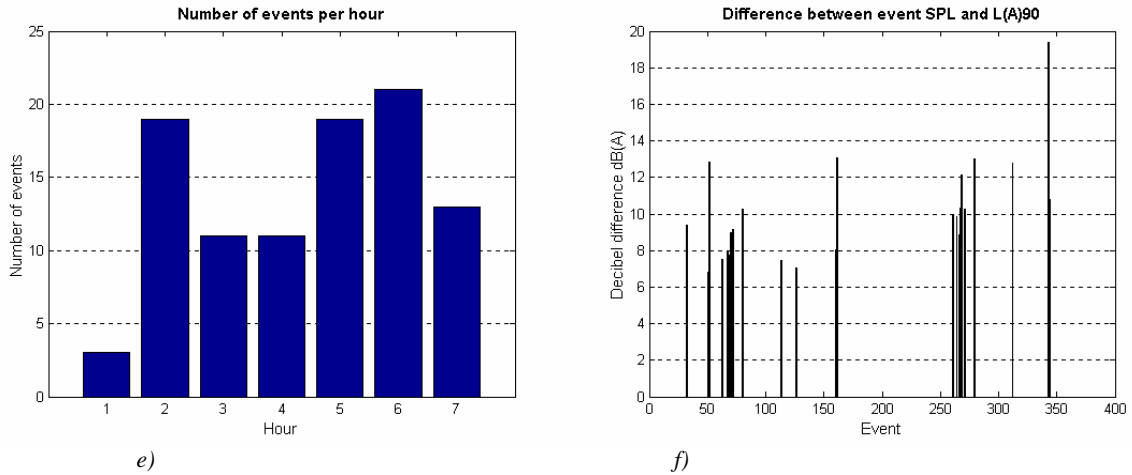 Number of events per hour
25
20
15
10
5
0
Number of events
1 2 3 4 5 6 7
Hour
e)
Difference between event SPL and L(A)90
20
18
16
14
12
10
8
6
4
2
0
Decibel difference dB(A)
0 50 100 150 200 250 300 350 400
Event
f)